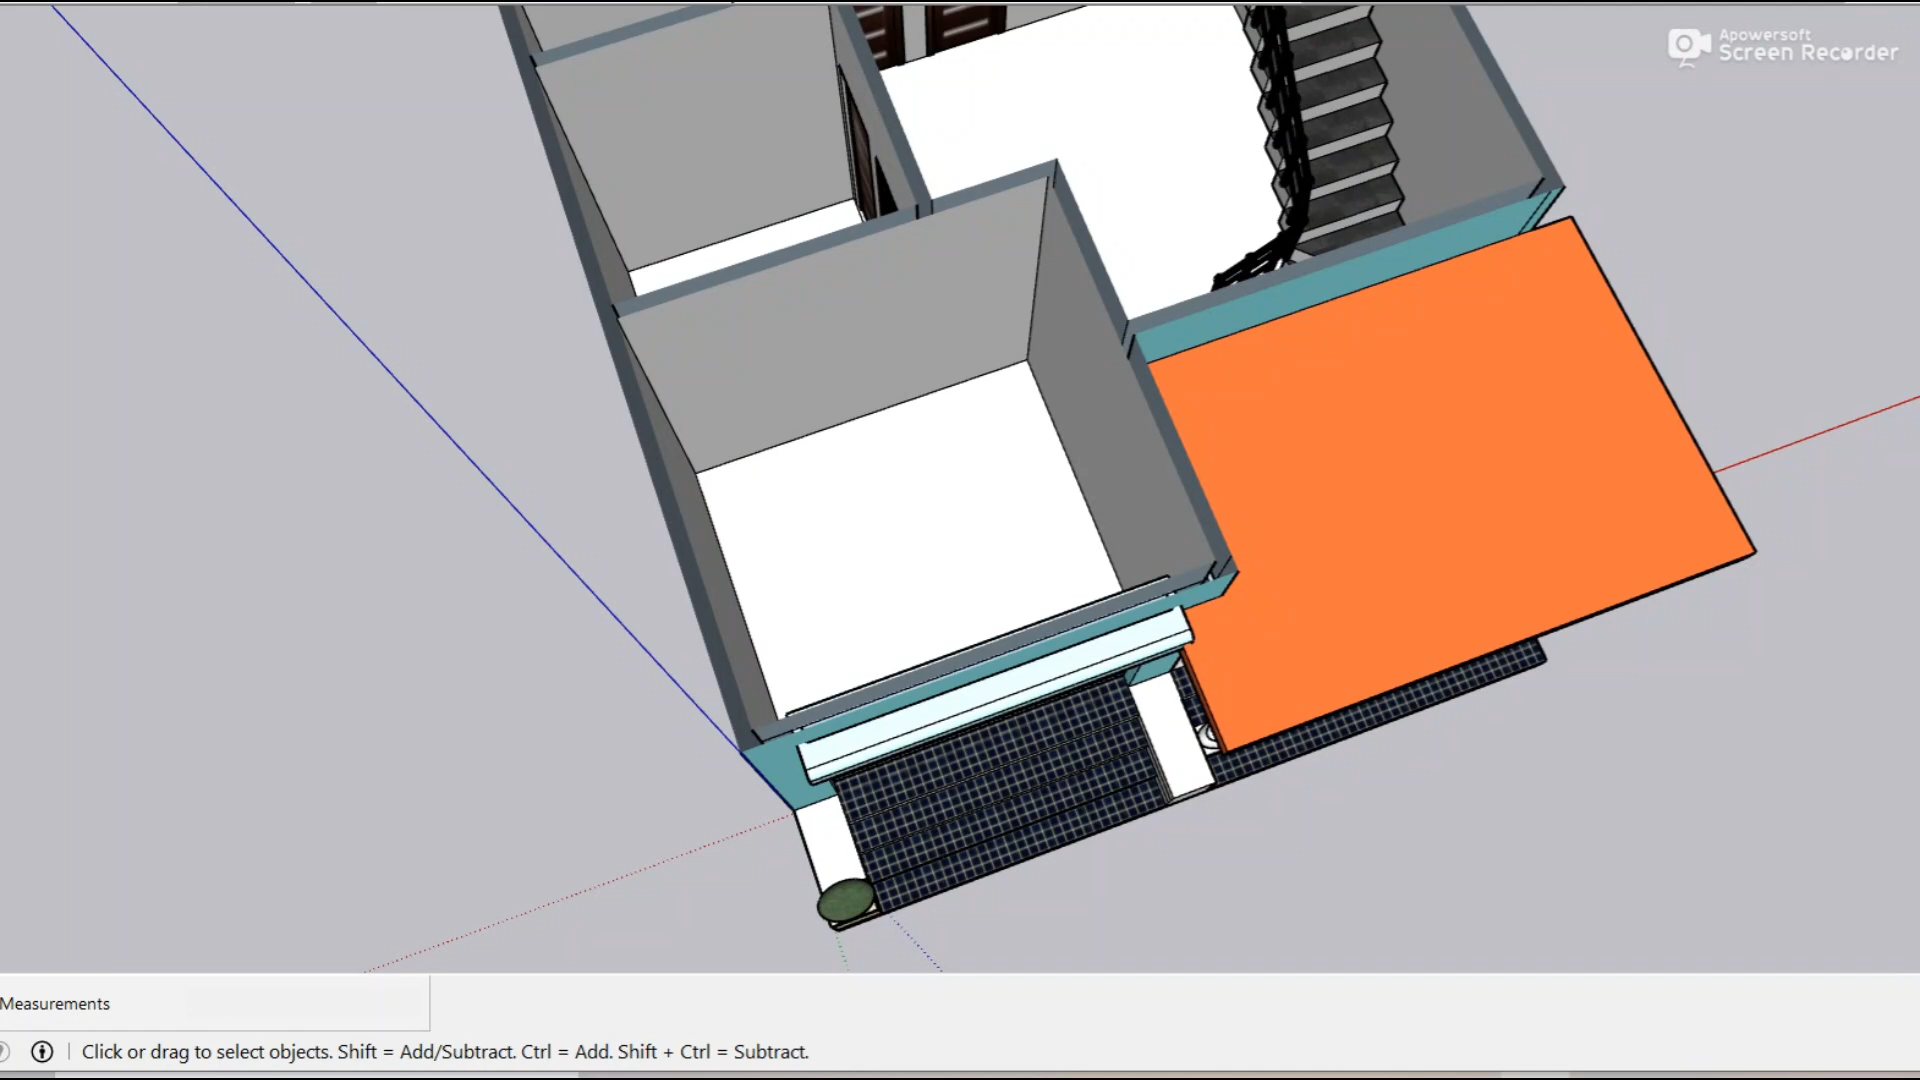 Apowersoft
Screen Recorder
Measurements
Click or drag to select objects. Shift = Add/Subtract. Ctrl = Add. Shift + Ctrl = Subtract.